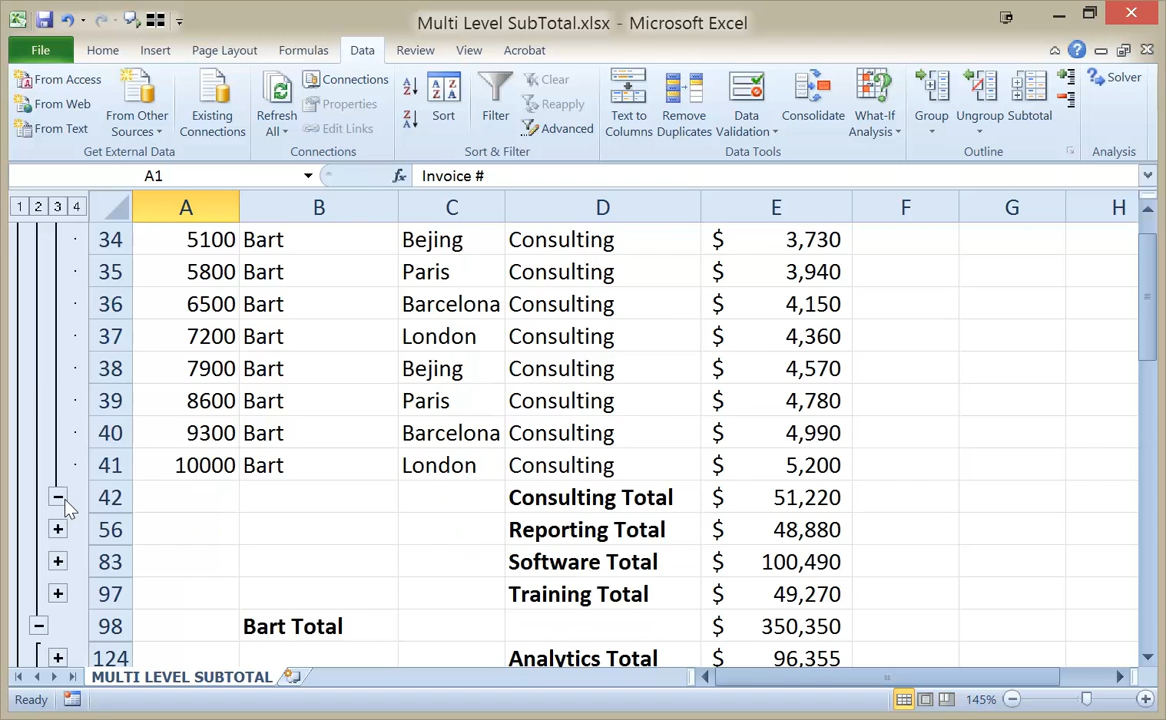 Multi Level SubTotal.xlsx - Microsoft Excel
File Home Insert Page Layout Formulas Data Review View Acrobat
From Access
From Web
From Text
From Other Sources
Existing Connections
Get External Data
Refresh All
Connections
Properties
Edit Links
Connections
Sort
Filter
Clear
Reapply
Advanced
Sort & Filter
Text to Columns
Remove Duplicates
Data Validation
Consolidate
What-If Analysis
Data Tools
Group
Ungroup
Subtotal
Outline
Solver
Analysis
A1 fx Invoice #
1 2 3 4 A B C D E F G H
34 5100 Bart Bejing Consulting $ 3,730
35 5800 Bart Paris Consulting $ 3,940
36 6500 Bart Barcelona Consulting $ 4,150
37 7200 Bart London Consulting $ 4,360
38 7900 Bart Bejing Consulting $ 4,570
39 8600 Bart Paris Consulting $ 4,780
40 9300 Bart Barcelona Consulting $ 4,990
41 10000 Bart London Consulting $ 5,200
42 Consulting Total $ 51,220
56 Reporting Total $ 48,880
83 Software Total $ 100,490
97 Training Total $ 49,270
98 Bart Total $ 350,350
124 Analytics Total $ 96,355
MULTI LEVEL SUBTOTAL
Ready 145%